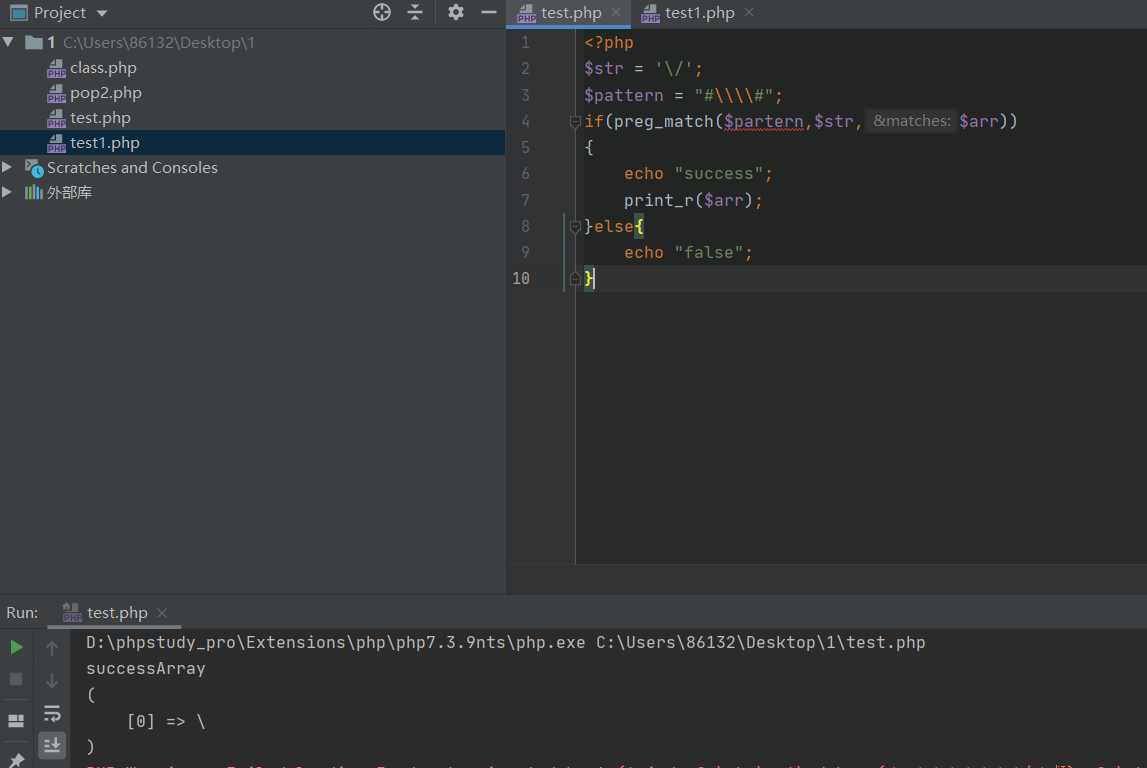 Project
test.php
test1.php
1 C:\Users\86132\Desktop\1
class.php
pop2.php
test.php
test1.php
Scratches and Consoles
外部库
1 <?php
2 $str = '\/';
3 $pattern = "#\\\\#";
4 if(preg_match($partern,$str, &matches: $arr))
5 {
6 echo "success";
7 print_r($arr);
8 }else{
9 echo "false";
10 }
Run: test.php
D:\phpstudy_pro\Extensions\php\php7.3.9nts\php.exe C:\Users\86132\Desktop\1\test.php
successArray
(
[0] => \
)